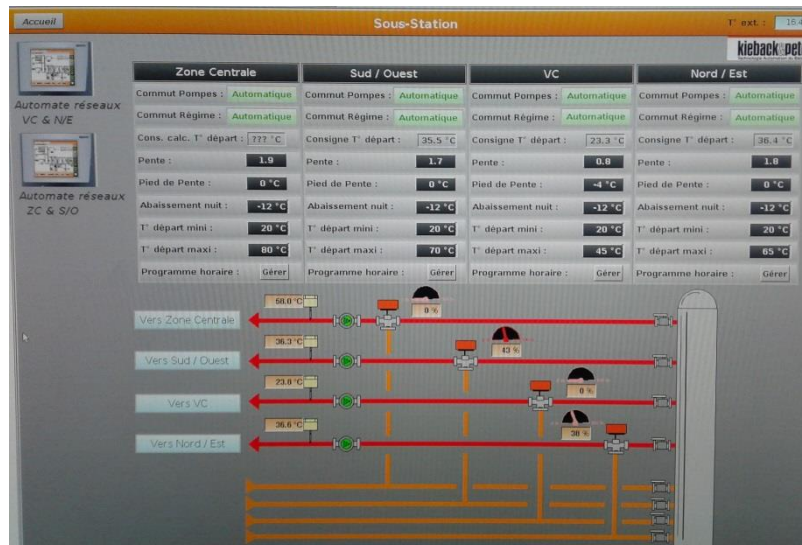 Accueil
Sous-Station
T° ext. :
kieback
Automate réseaux
VC & N/E
Automate réseaux
ZC & S/O
Zone Centrale
Commut Pompes : Automatique
Commut Régime : Automatique
Cons. calc. T° départ : ??? °C
Pente : 1.9
Pied de Pente : 0 °C
Abaissement nuit : -12 °C
T° départ mini : 20 °C
T° départ maxi : 80 °C
Programme horaire : Gérer
Sud / Ouest
Commut Pompes : Automatique
Commut Régime : Automatique
Consigne T° départ : 35.5 °C
Pente : 1.7
Pied de Pente : 0 °C
Abaissement nuit : -12 °C
T° départ mini : 20 °C
T° départ maxi : 70 °C
Programme horaire : Gérer
VC
Commut Pompes : Automatique
Commut Régime : Automatique
Consigne T° départ : 23.3 °C
Pente : 0.8
Pied de Pente : -4 °C
Abaissement nuit : -12 °C
T° départ mini : 20 °C
T° départ maxi : 45 °C
Programme horaire : Gérer
Nord / Est
Commut Pompes : Automatique
Commut Régime : Automatique
Consigne T° départ : 36.4 °C
Pente : 1.8
Pied de Pente : 0 °C
Abaissement nuit : -12 °C
T° départ mini : 20 °C
T° départ maxi : 65 °C
Programme horaire : Gérer
0 %
Vers Zone Centrale
36.3 °C
43 %
Vers Sud / Ouest
23.8 °C
0 %
Vers VC
36.6 °C
38 %
Vers Nord / Est